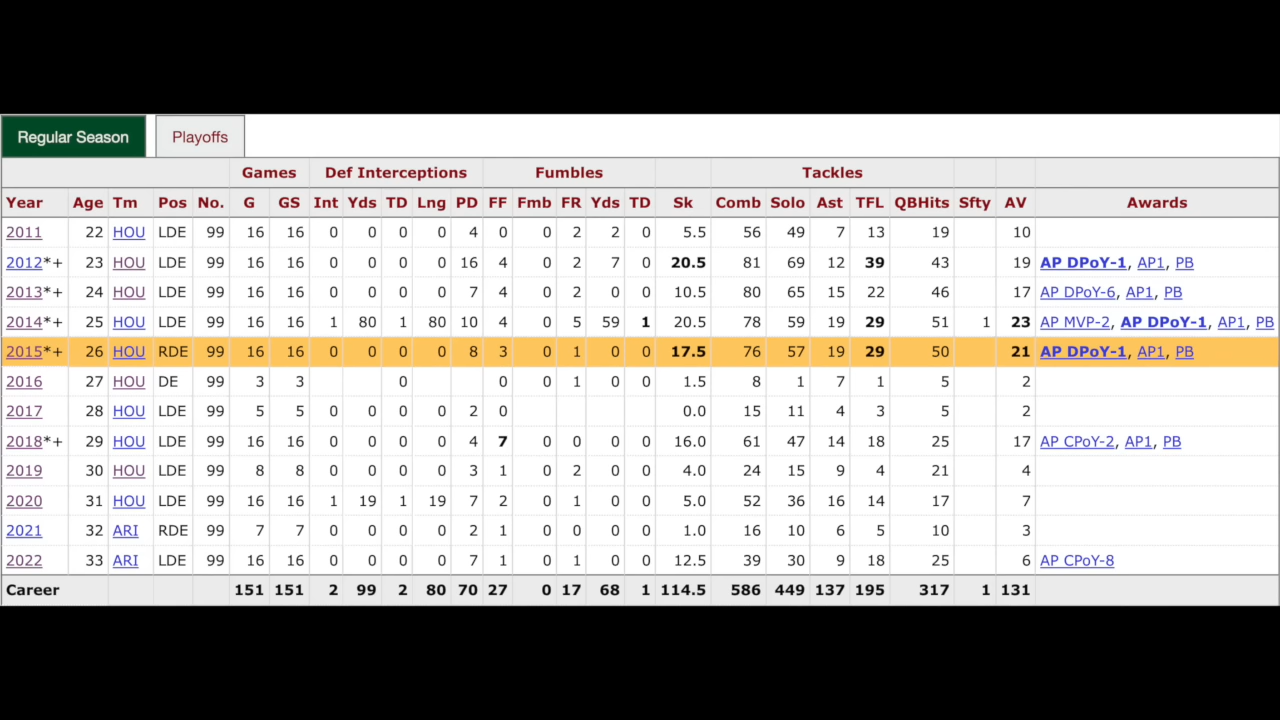 Regular Season Playoffs
Games Def Interceptions Fumbles Tackles
Year Age Tm Pos No. G GS Int Yds TD Lng PD FF Fmb FR Yds TD Sk Comb Solo Ast TFL QBHits Sfty AV Awards
2011 22 HOU LDE 99 16 16 0 0 0 0 4 0 0 2 2 0 5.5 56 49 7 13 19 10
2012*+ 23 HOU LDE 99 16 16 0 0 0 0 16 4 0 2 7 0 20.5 81 69 12 39 43 19 AP DPoY-1, AP1, PB
2013*+ 24 HOU LDE 99 16 16 0 0 0 0 7 4 0 2 0 0 10.5 80 65 15 22 46 17 AP DPoY-6, AP1, PB
2014*+ 25 HOU LDE 99 16 16 1 80 1 80 10 4 0 5 59 1 20.5 78 59 19 29 51 1 23 AP MVP-2, AP DPoY-1, AP1, PB
2015*+ 26 HOU RDE 99 16 16 0 0 0 0 8 3 0 1 0 0 17.5 76 57 19 29 50 21 AP DPoY-1, AP1, PB
2016 27 HOU DE 99 3 3 0 0 0 1 0 0 1.5 8 1 7 1 5 2
2017 28 HOU LDE 99 5 5 0 0 0 0 2 0 0.0 15 11 4 3 5 2
2018*+ 29 HOU LDE 99 16 16 0 0 0 0 4 7 0 0 0 0 16.0 61 47 14 18 25 17 AP CPoY-2, AP1, PB
2019 30 HOU LDE 99 8 8 0 0 0 0 3 1 0 2 0 0 4.0 24 15 9 4 21 4
2020 31 HOU LDE 99 16 16 1 19 1 19 7 2 0 1 0 0 5.0 52 36 16 14 17 7
2021 32 ARI RDE 99 7 7 0 0 0 0 2 1 0 0 0 0 1.0 16 10 6 5 10 3
2022 33 ARI LDE 99 16 16 0 0 0 0 7 1 0 1 0 0 12.5 39 30 9 18 25 6 AP CPoY-8
Career 151 151 2 99 2 80 70 27 0 17 68 1 114.5 586 449 137 195 317 1 131